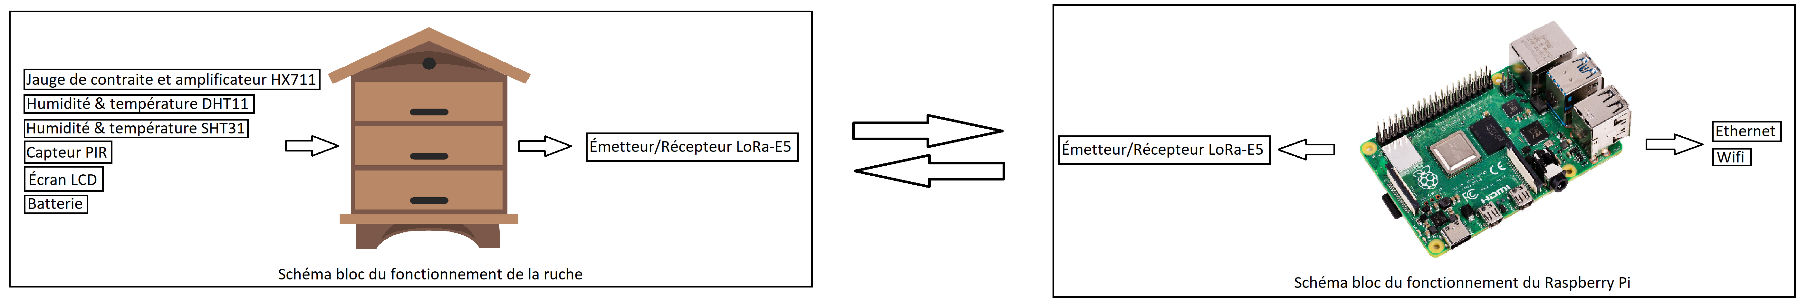 Jauge de contraite et amplificateur HX711
Humidité & température DHT11
Humidité & température SHT31
Capteur PIR
Écran LCD
Batterie
Émetteur/Récepteur LoRa-E5
Schéma bloc du fonctionnement de la ruche
Émetteur/Récepteur LoRa-E5
Ethernet
Wifi
HDMI
Schéma bloc du fonctionnement du Raspberry Pi